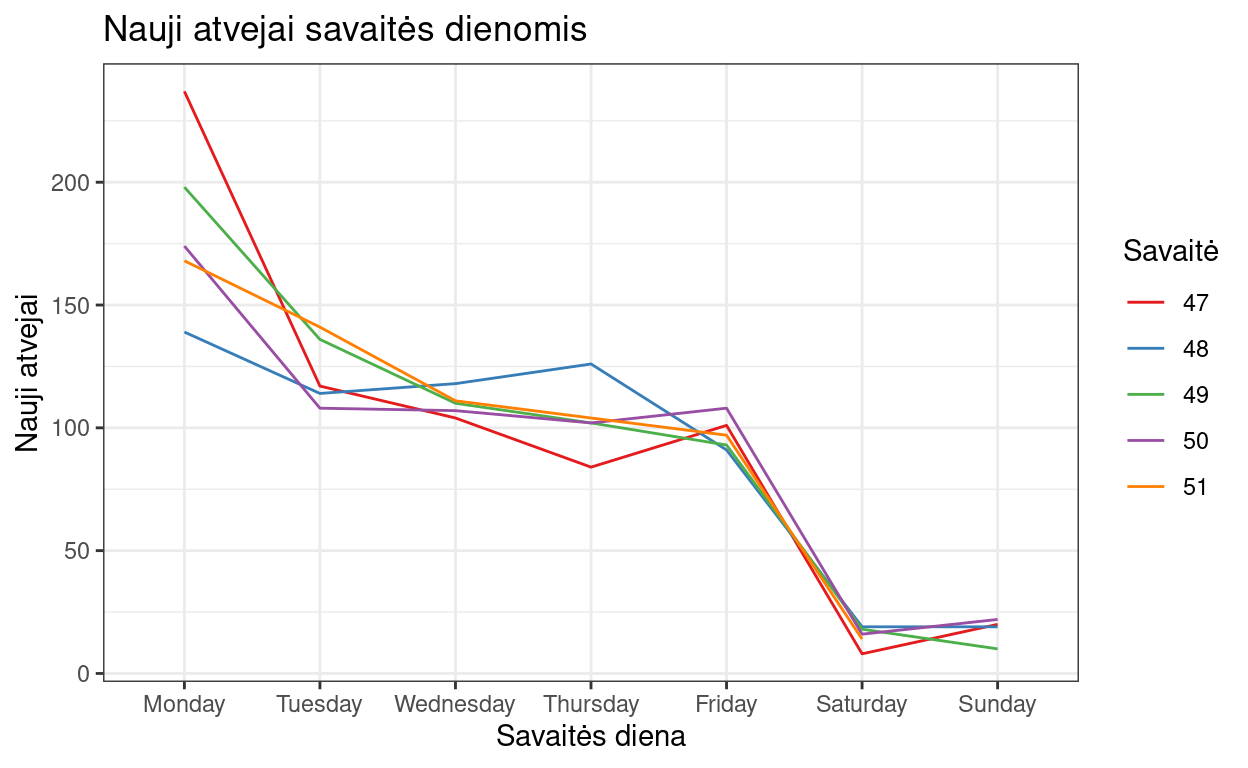 Nauji atvejai savaitės dienomis
Nauji atvejai
200
150
100
50
0
Monday Tuesday Wednesday Thursday Friday Saturday Sunday
Savaitės diena
Savaitė
47
48
49
50
51